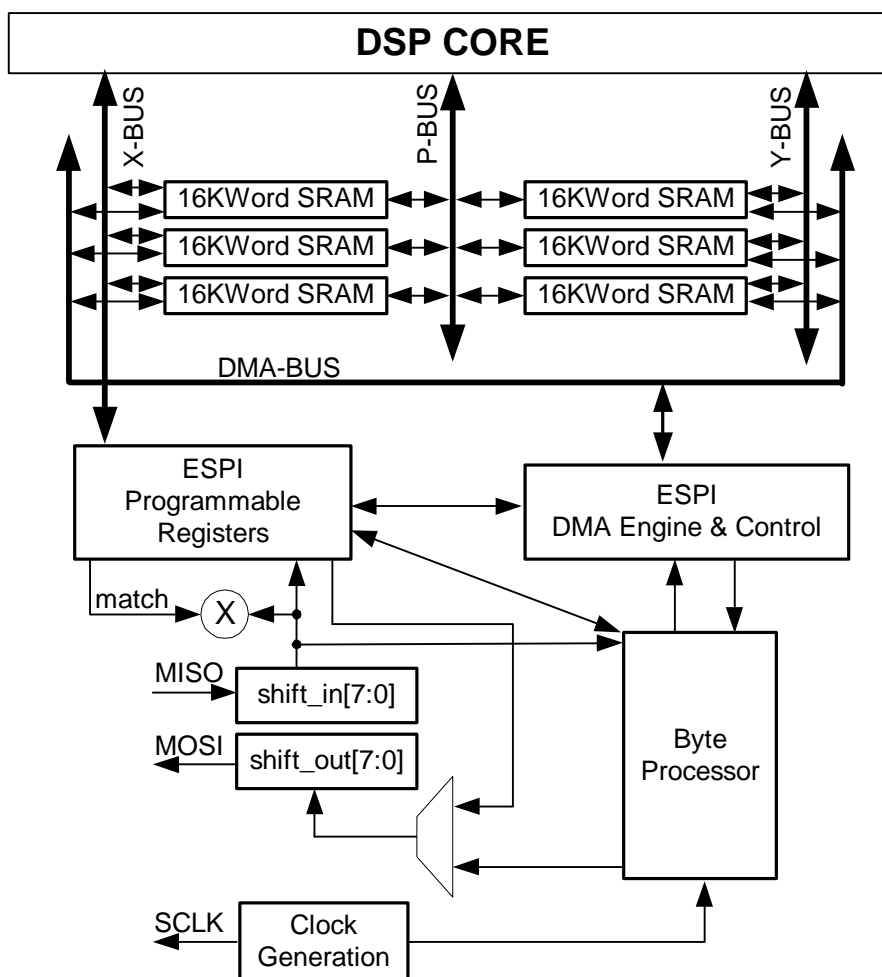 DSP CORE
X-BUS
P-BUS
Y-BUS
16KWord SRAM
16KWord SRAM
16KWord SRAM
16KWord SRAM
16KWord SRAM
16KWord SRAM
DMA-BUS
ESPI
Programmable
Registers
ESPI
DMA Engine & Control
match
X
MISO
shift_in[7:0]
MOSI
shift_out[7:0]
Byte
Processor
SCLK
Clock
Generation